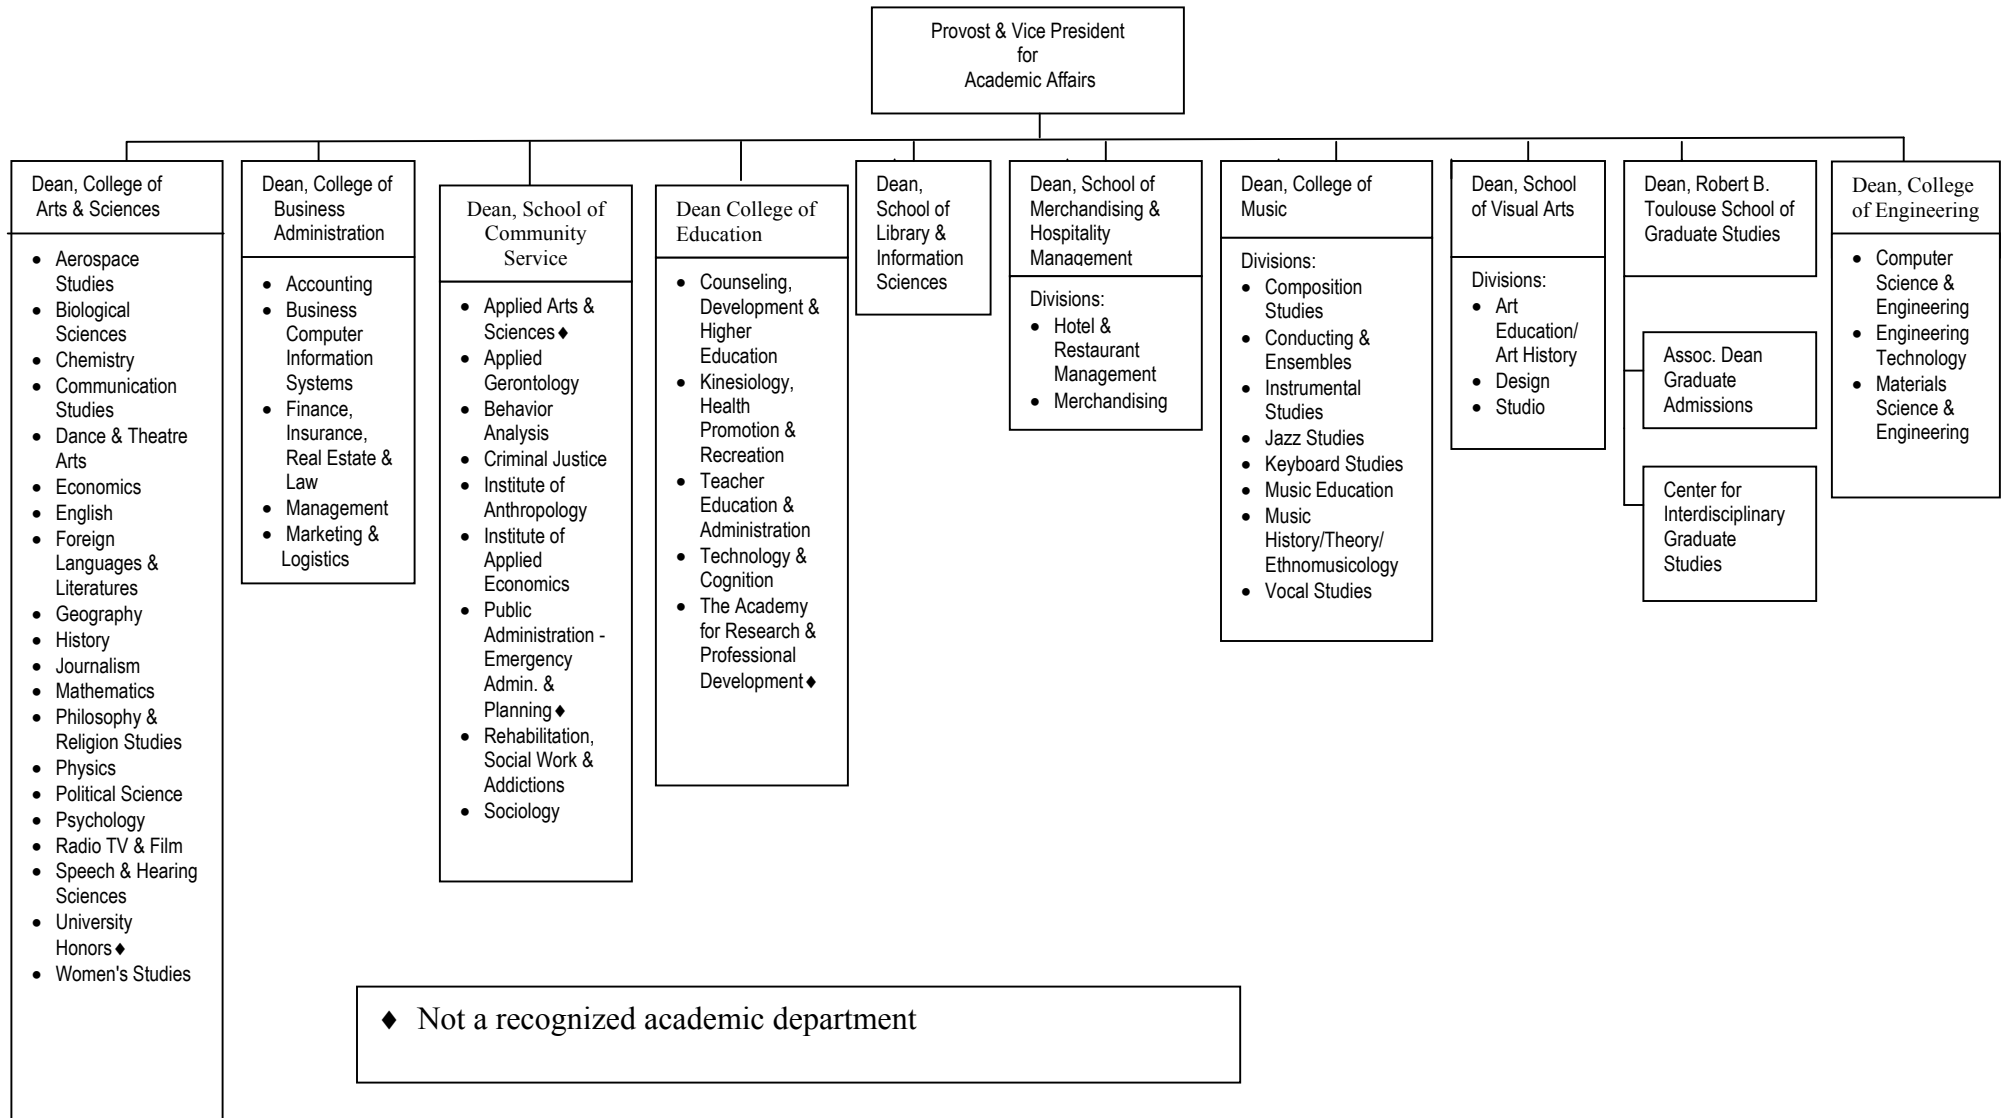 Provost & Vice President
for
Academic Affairs
Dean, College of
Arts & Sciences
• Aerospace
Studies
• Biological
Sciences
• Chemistry
• Communication
Studies
• Dance & Theatre
Arts
• Economics
• English
• Foreign
Languages &
Literatures
• Geography
• History
• Journalism
• Mathematics
• Philosophy &
Religion Studies
• Physics
• Political Science
• Psychology
• Radio TV & Film
• Speech & Hearing
Sciences
• University
Honors♦
• Women's Studies
Dean, College of
Business
Administration
• Accounting
• Business
Computer
Information
Systems
• Finance,
Insurance,
Real Estate &
Law
• Management
• Marketing &
Logistics
Dean, School of
Community
Service
• Applied Arts &
Sciences♦
• Applied
Gerontology
• Behavior
Analysis
• Criminal Justice
• Institute of
Anthropology
• Institute of
Applied
Economics
• Public
Administration -
Emergency
Admin. &
Planning♦
• Rehabilitation,
Social Work &
Addictions
• Sociology
Dean College of
Education
• Counseling,
Development &
Higher
Education
• Kinesiology,
Health
Promotion &
Recreation
• Teacher
Education &
Administration
• Technology &
Cognition
• The Academy
for Research &
Professional
Development♦
Dean,
School of
Library &
Information
Sciences
Dean, School of
Merchandising &
Hospitality
Management
Divisions:
• Hotel &
Restaurant
Management
• Merchandising
Dean, College of
Music
Divisions:
• Composition
Studies
• Conducting &
Ensembles
• Instrumental
Studies
• Jazz Studies
• Keyboard Studies
• Music Education
• Music
History/Theory/
Ethnomusicology
• Vocal Studies
Dean, School
of Visual Arts
Divisions:
• Art
Education/
Art History
• Design
• Studio
Dean, Robert B.
Toulouse School of
Graduate Studies
Assoc. Dean
Graduate
Admissions
Center for
Interdisciplinary
Graduate
Studies
Dean, College
of Engineering
• Computer
Science &
Engineering
• Engineering
Technology
• Materials
Science &
Engineering
♦ Not a recognized academic department